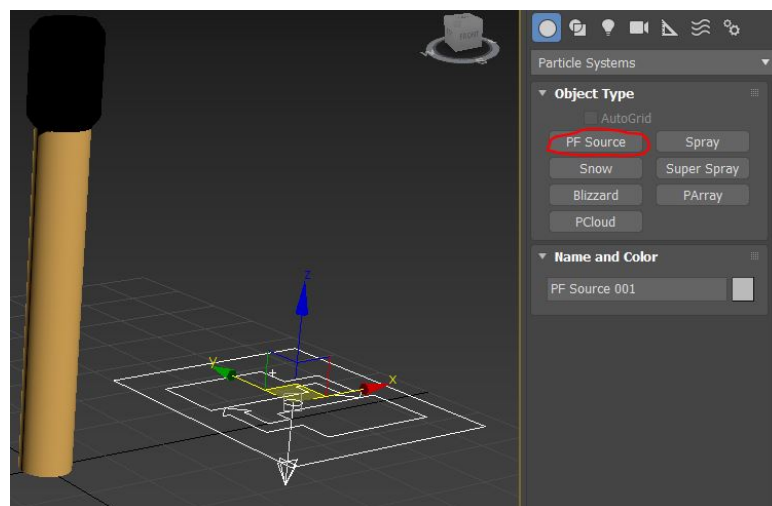 FRONT
Particle Systems
Object Type
AutoGrid
PF Source Spray
Snow Super Spray
Blizzard PArray
PCloud
Name and Color
PF Source 001
z
y
x